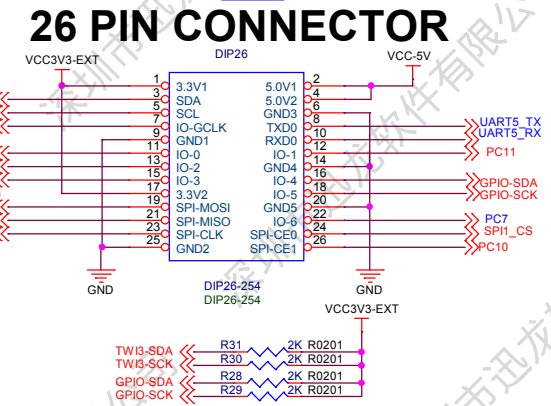 26 PIN CONNECTOR
VCC3V3-EXT
DIP26
VCC-5V
1 3.3V1 5.0V1 2
3 SDA 5.0V2 4
5 SCL GND3 6
7 IO-GCLK TXD0 8 UART5_TX
9 GND1 RXD0 10 UART5_RX
11 IO-0 IO-1 12 PC11
13 IO-2 GND4 14
15 IO-3 IO-4 16 GPIO-SDA
17 3.3V2 IO-5 18 GPIO-SCK
19 SPI-MOSI GND5 20
21 SPI-MISO IO-6 22 PC7
23 SPI-CLK SPI-CE0 24 SPI1_CS
25 GND2 SPI-CE1 26 PC10
GND
DIP26-254
DIP26-254
GND
VCC3V3-EXT
TWI3-SDA R31 2K R0201
TWI3-SCK R30 2K R0201
GPIO-SDA R28 2K R0201
GPIO-SCK R29 2K R0201